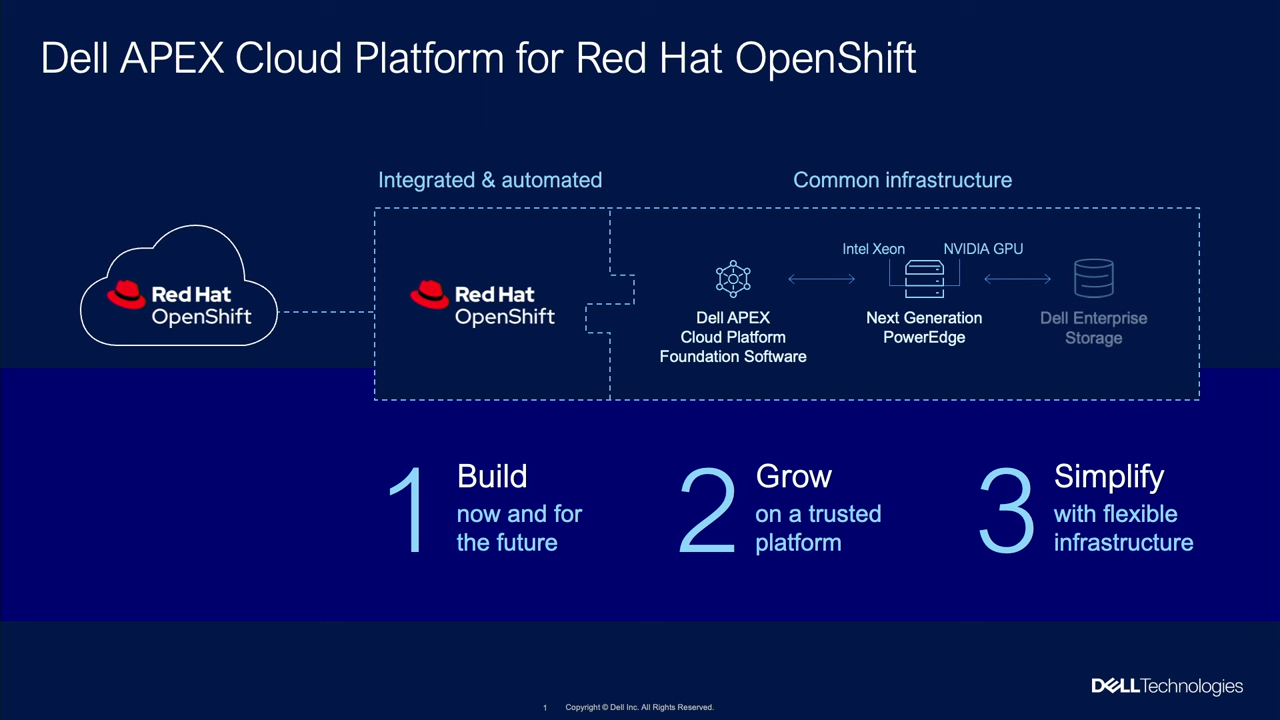 Dell APEX Cloud Platform for Red Hat OpenShift
Integrated & automated
Common infrastructure
Red Hat
OpenShift
Red Hat
OpenShift
Intel Xeon
NVIDIA GPU
Dell APEX
Cloud Platform
Foundation Software
Next Generation
PowerEdge
Dell Enterprise
Storage
1
Build
now and for
the future
2
Grow
on a trusted
platform
3
Simplify
with flexible
infrastructure
DELL Technologies
1 Copyright © Dell Inc. All Rights Reserved.